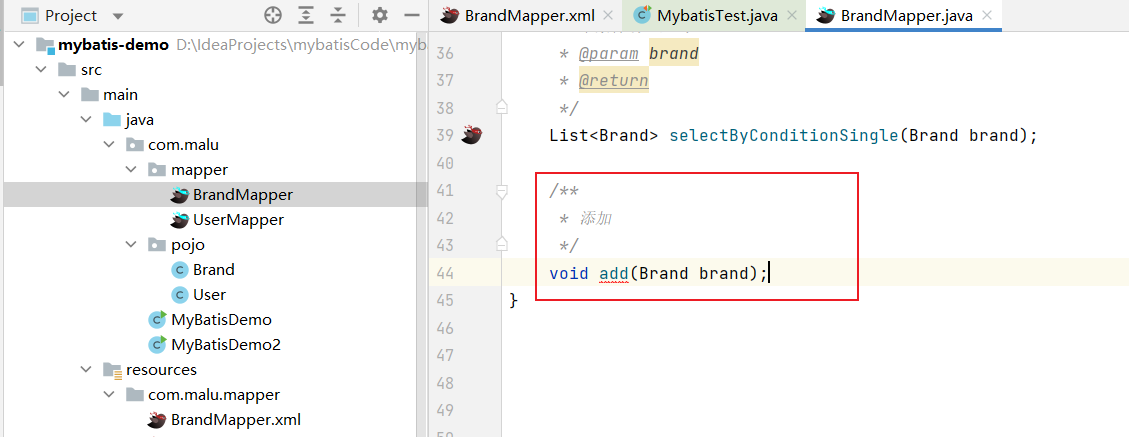 Project
mybatis-demo D:\IdeaProjects\mybatisCode\myb
src
main
java
com.malu
mapper
BrandMapper
UserMapper
pojo
Brand
User
MyBatisDemo
MyBatisDemo2
resources
com.malu.mapper
BrandMapper.xml
BrandMapper.xml MybatisTest.java BrandMapper.java
36 * @param brand
37 * @return
38 */
39 List<Brand> selectByConditionSingle(Brand brand);
40
41 /**
42 * 添加
43 */
44 void add(Brand brand);
45 }
46
47
48
49